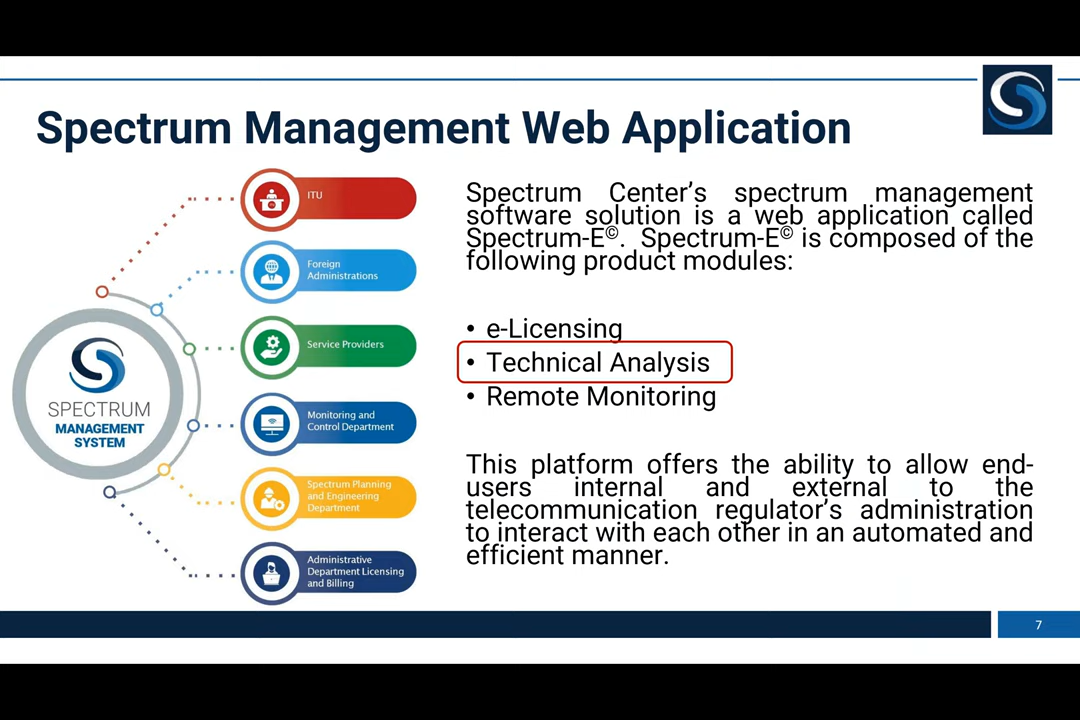 Spectrum Management Web Application
ITU
Foreign
Administrations
Service Providers
Monitoring and
Control Department
Spectrum Planning
and Engineering
Department
Administrative
Department Licensing
and Billing
SPECTRUM
MANAGEMENT
SYSTEM
Spectrum Center’s spectrum management
software solution is a web application called
Spectrum-E©. Spectrum-E© is composed of the
following product modules:
• e-Licensing
• Technical Analysis
• Remote Monitoring
This platform offers the ability to allow end-
users internal and external to the
telecommunication regulator’s administration
to interact with each other in an automated and
efficient manner.
7